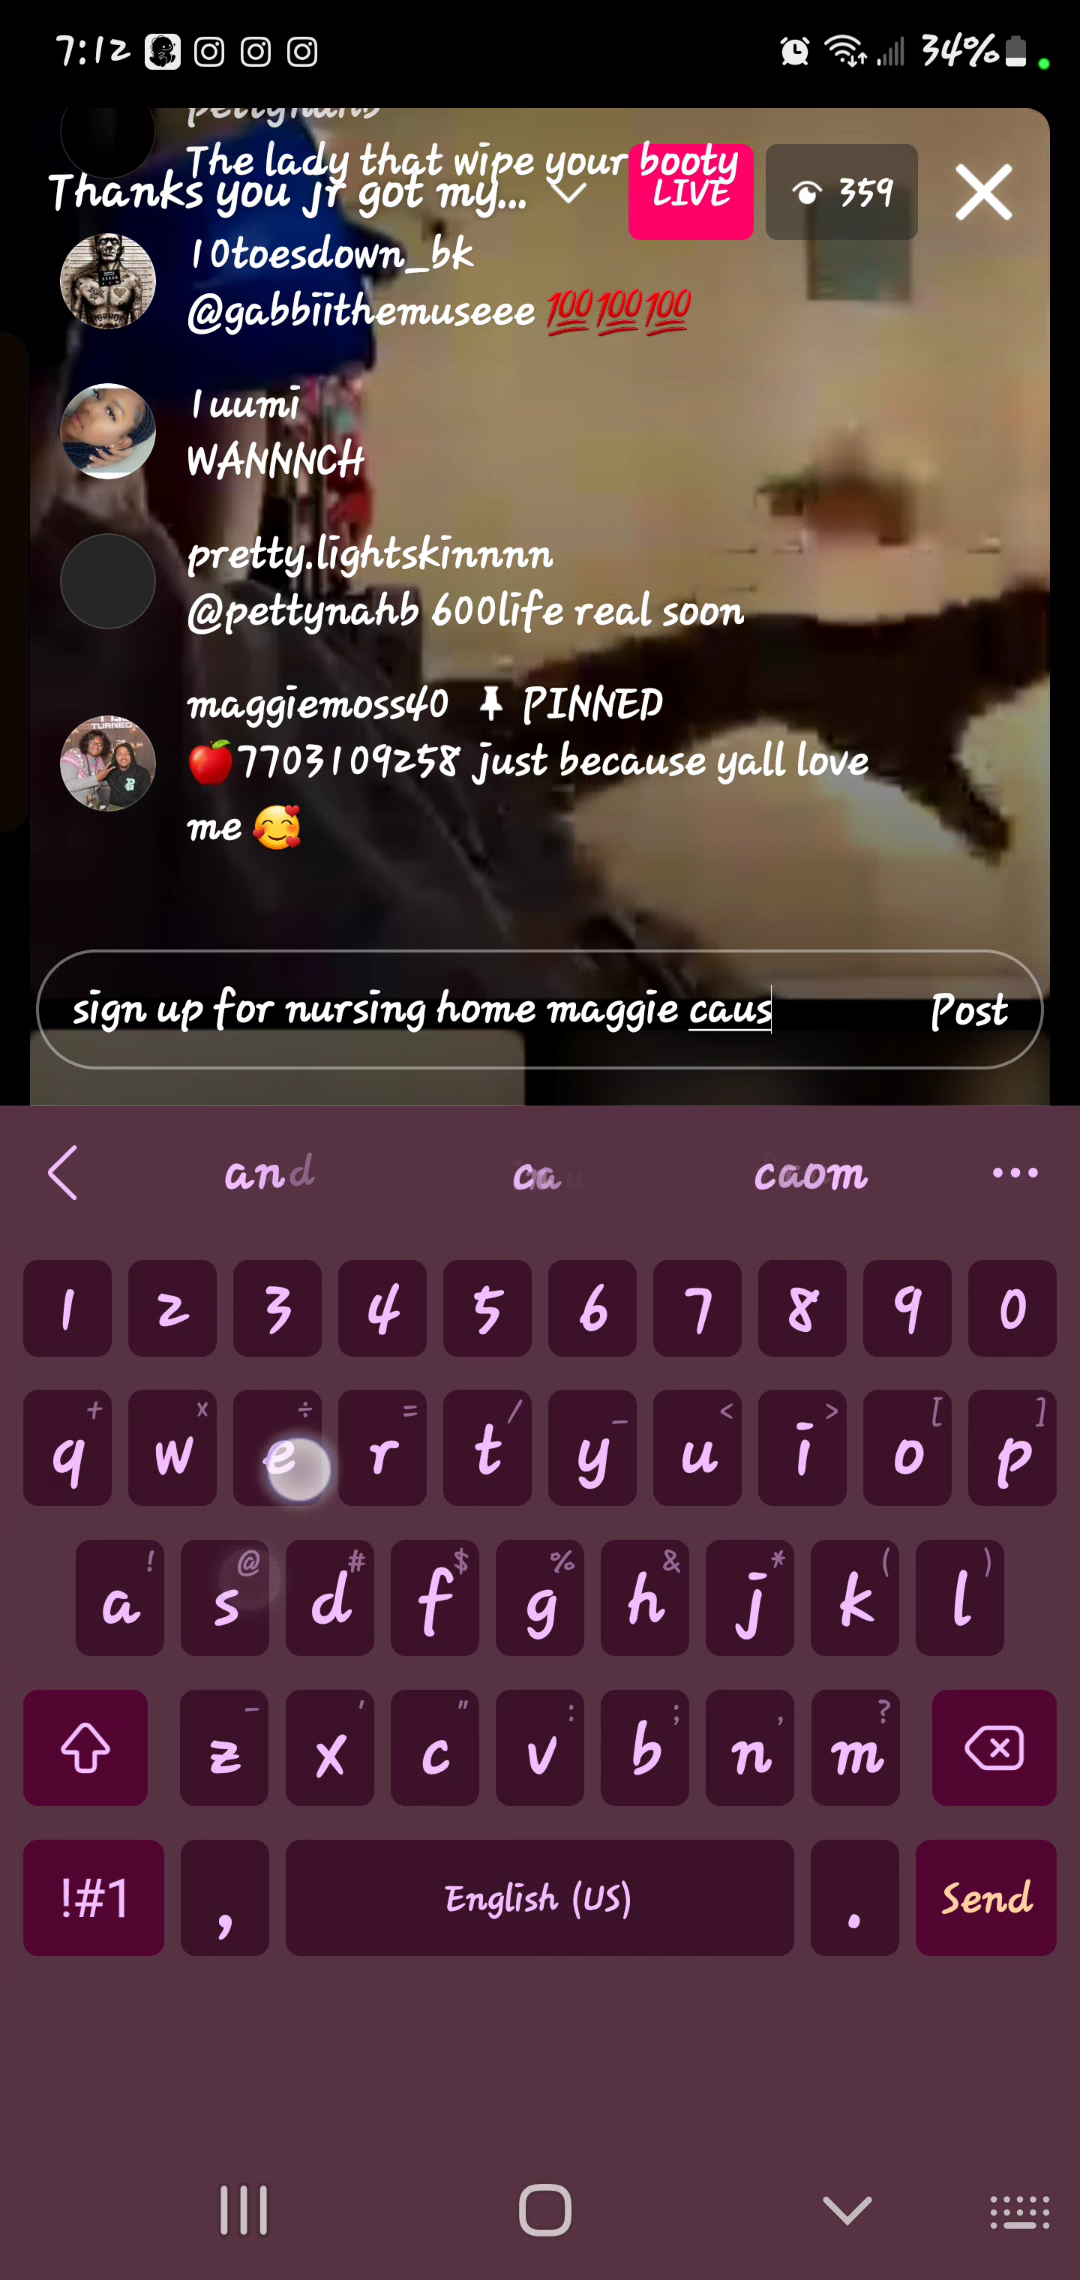 7:12
34%
pettynahb
The lady that wipe your booty
Thanks you jr got my...
LIVE
359
10toesdown_bk
@gabbiithemuseee 💯💯💯
1uumi
WANNNCH
pretty.lightskinnnn
@pettynahb 600life real soon
maggiemoss40 📌 PINNED
🍎7703109258 just because yall love
me 🥰
sign up for nursing home maggie caus
Post
and
ca
...
1 2 3 4 5 6 7 8 9 0
+ × ÷ = / _ < > [ ]
q w e r t y u i o p
! @ # $ % & * ( )
a s d f g h j k l
- ' " : ; , ?
z x c v b n m
!#1 , English (US) . Send